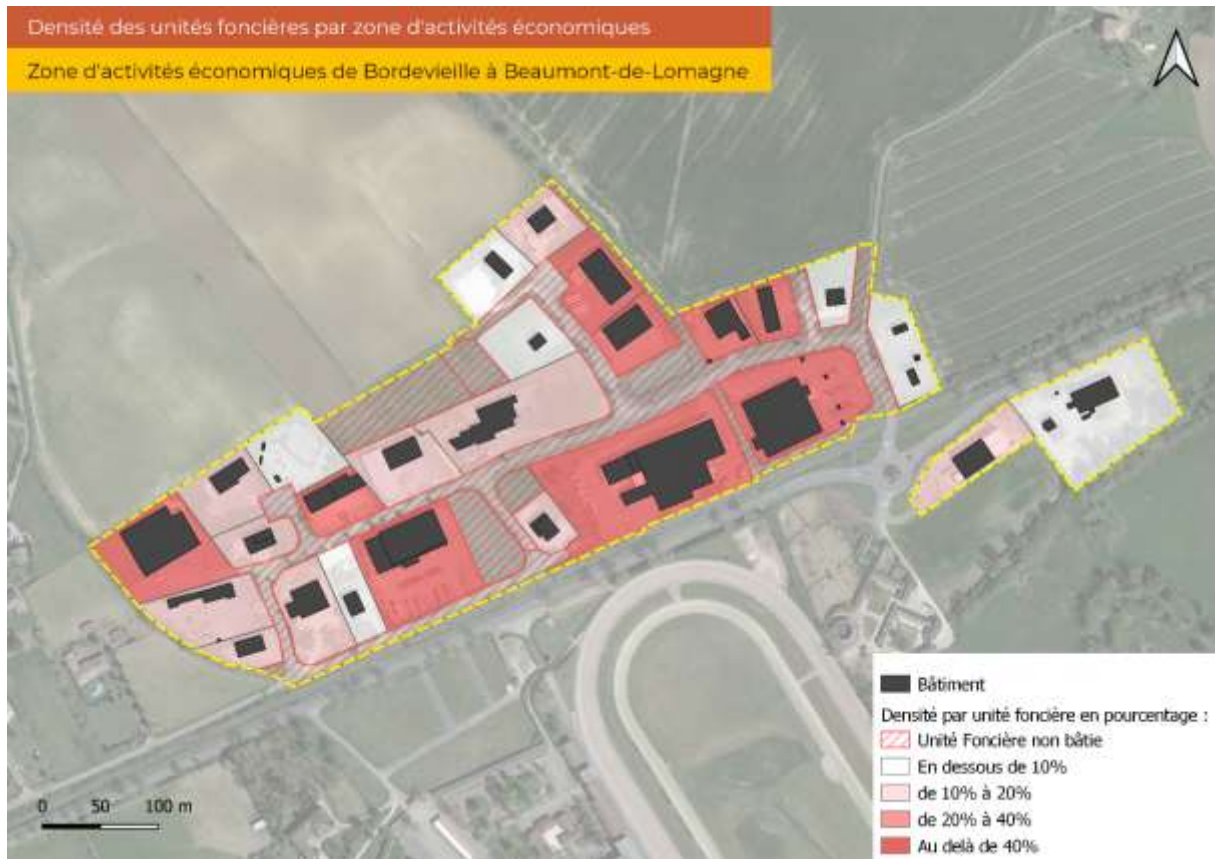 Densité des unités foncières par zone d'activités économiques
Zone d'activités économiques de Bordevieille à Beaumont-de-Lomagne
Bâtiment
Densité par unité foncière en pourcentage :
Unité Foncière non bâtie
En dessous de 10%
de 10% à 20%
de 20% à 40%
Au delà de 40%
0 50 100 m